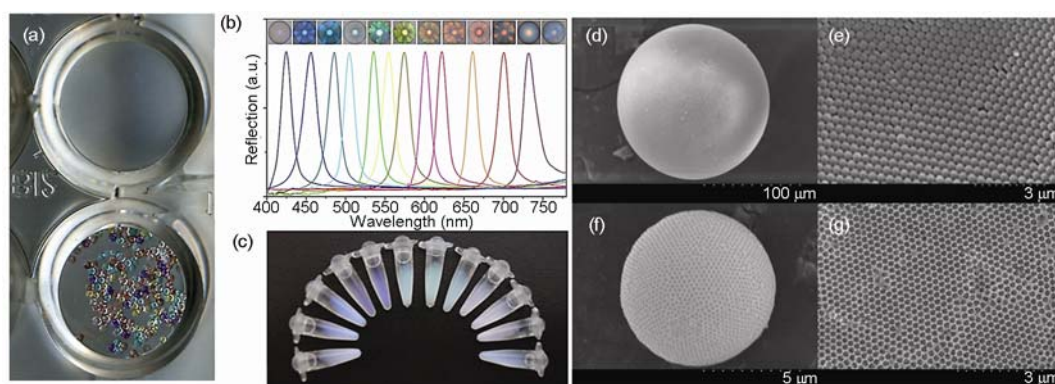 (a)
BIS
(b)
Reflection (a.u.)
400 450 500 550 600 650 700 750
Wavelength (nm)
(c)
(d)
100 μm
(e)
3 μm
(f)
5 μm
(g)
3 μm